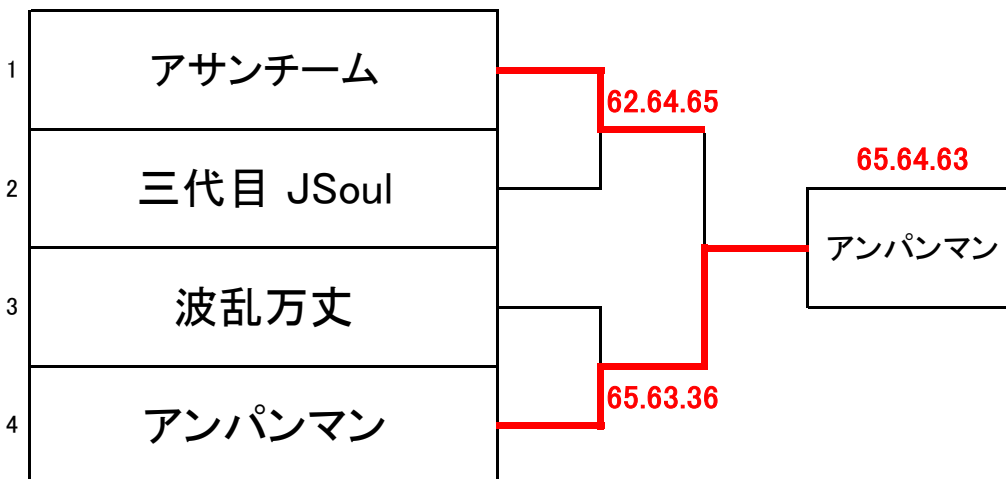 1 アサンチーム
62.64.65
65.64.63
2 三代目 JSoul
アンパンマン
3 波乱万丈
65.63.36
4 アンパンマン